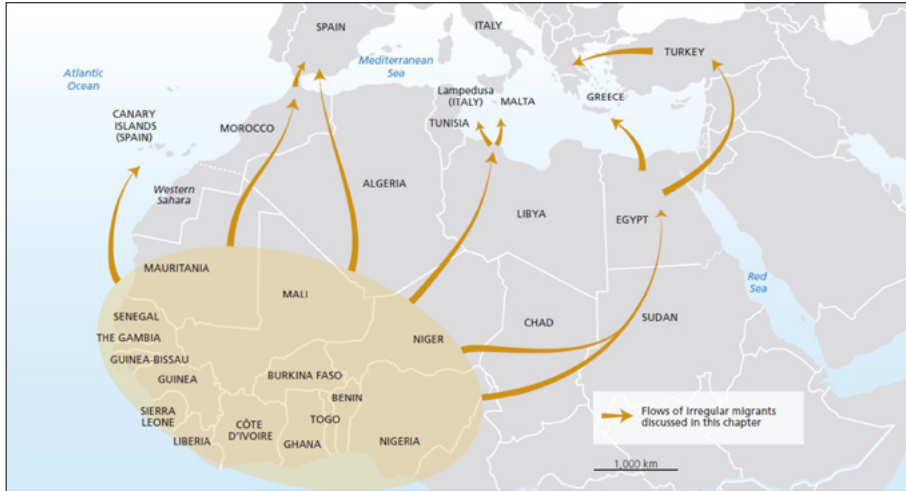 SPAIN
ITALY
TURKEY
Atlantic
Ocean
Mediterranean
Sea
Lampedusa
(ITALY)
MALTA
GREECE
CANARY
ISLANDS
(SPAIN)
MOROCCO
TUNISIA
Western
Sahara
ALGERIA
LIBYA
EGYPT
MAURITANIA
MALI
Red
Sea
SENEGAL
THE GAMBIA
NIGER
CHAD
SUDAN
GUINEA-BISSAU
GUINEA
BURKINA FASO
BENIN
SIERRA
LEONE
CÔTE
D'IVOIRE
TOGO
LIBERIA
GHANA
NIGERIA
Flows of irregular migrants
discussed in this chapter
1,000 km